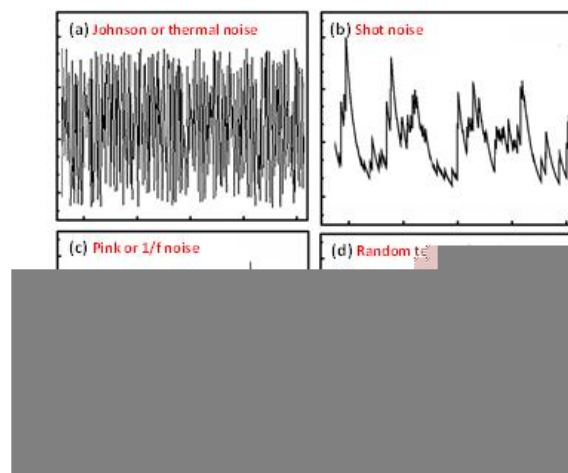 (a) Johnson or thermal noise
(b) Shot noise
(c) Pink or 1/f noise
(d) Random